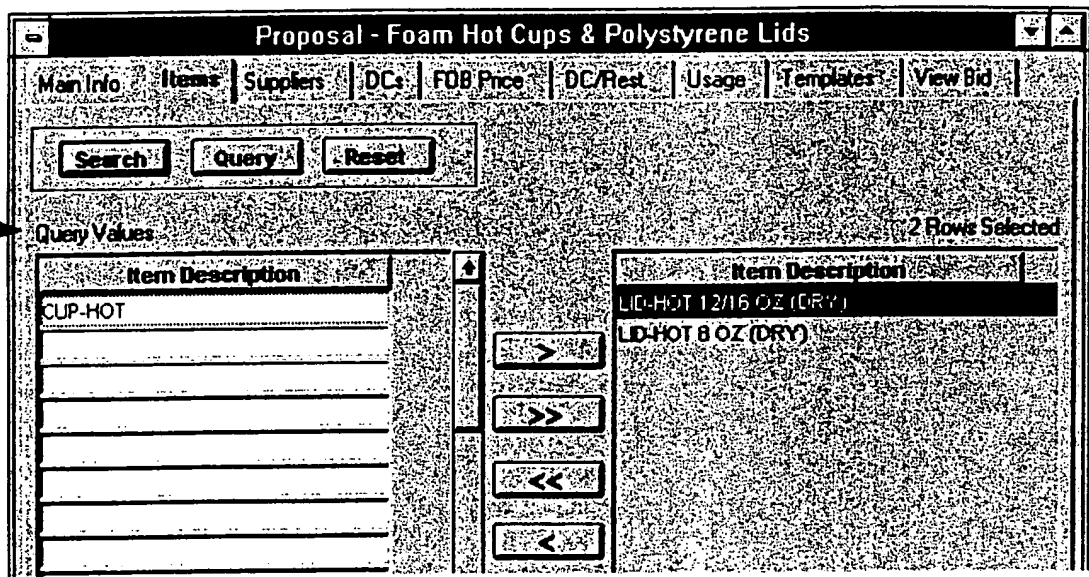 Proposal - Foam Hot Cups & Polystyrene Lids
Main Info Items Suppliers DCs FOB Price DC/Rest. Usage Templates View Bid
Search Query Reset
Query Values
2 Rows Selected
Item Description
Item Description
CUP-HOT
LID-HOT 12/16 OZ (DRY)
LID-HOT 8 OZ (DRY)
>
>>
<<
<